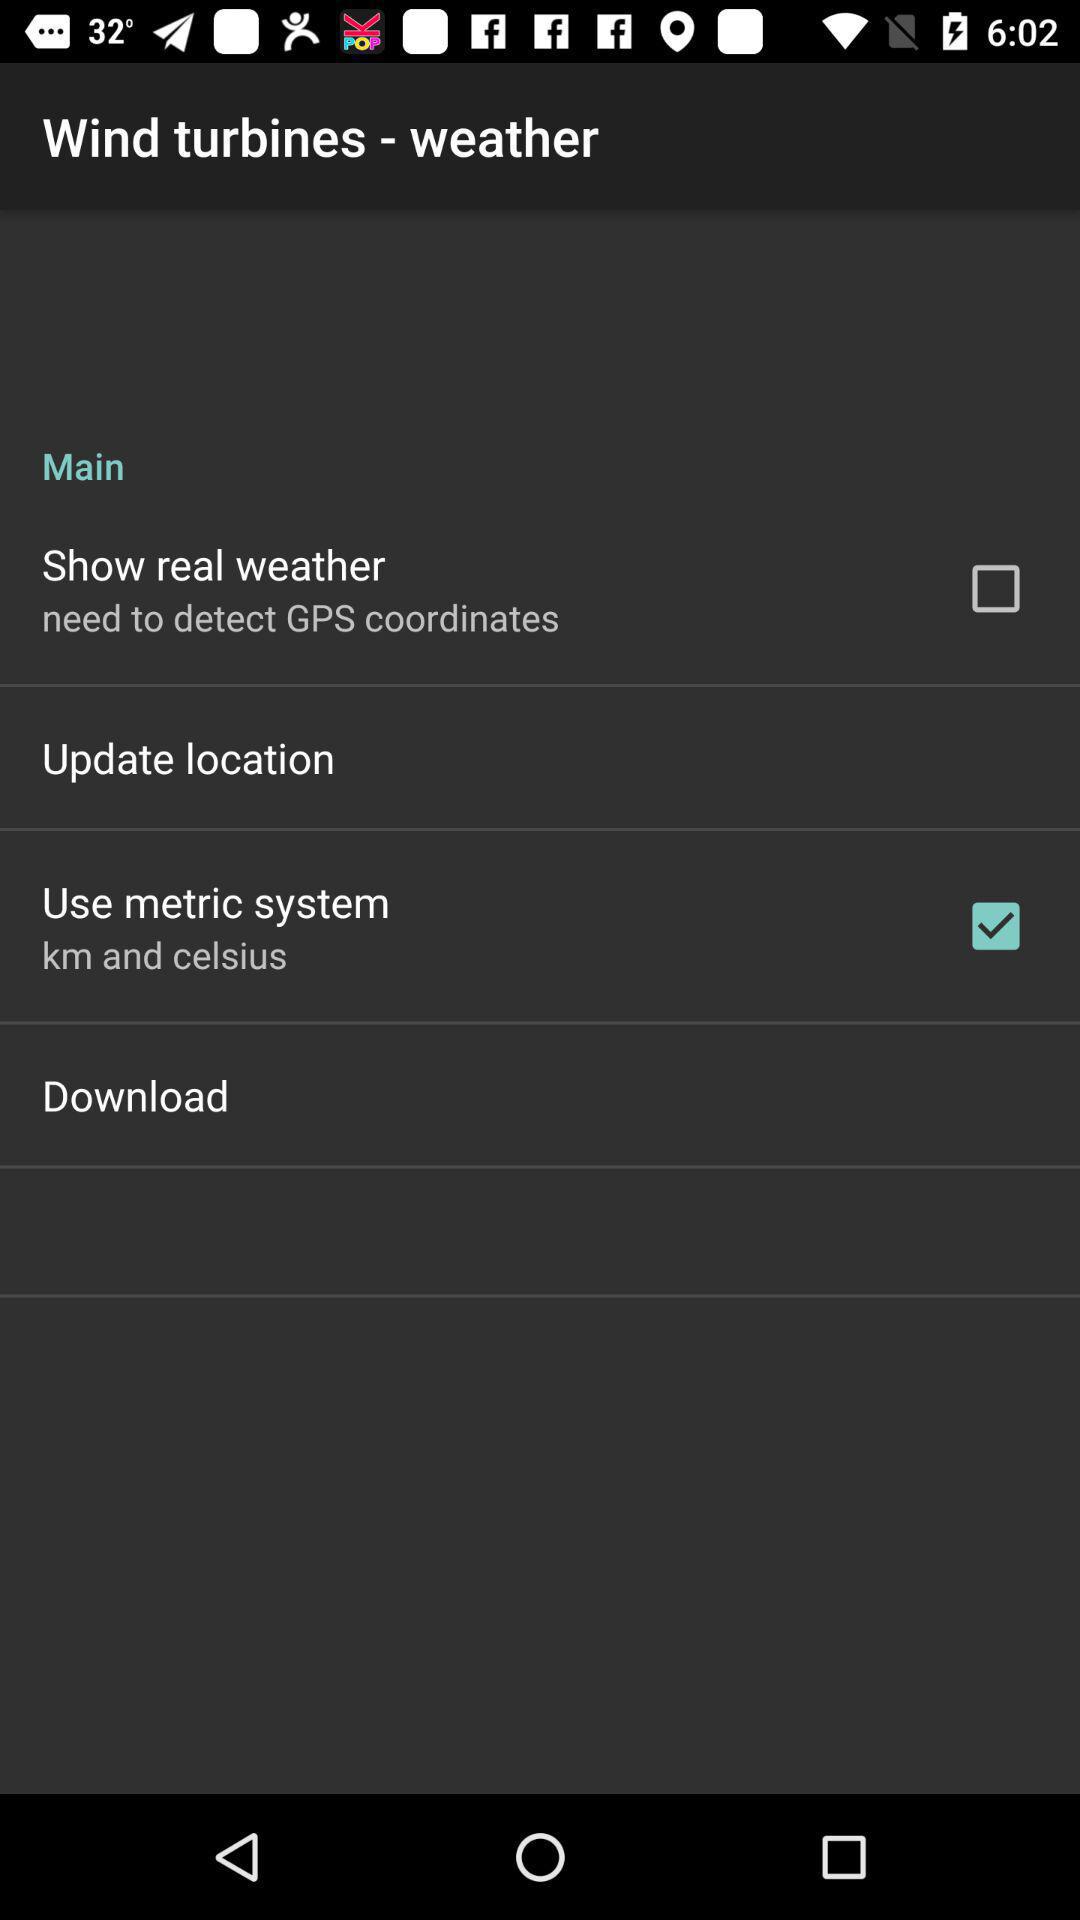 32° K POP 6:02
Wind turbines - weather
Main
Show real weather
need to detect GPS coordinates
Update location
Use metric system
km and celsius
Download